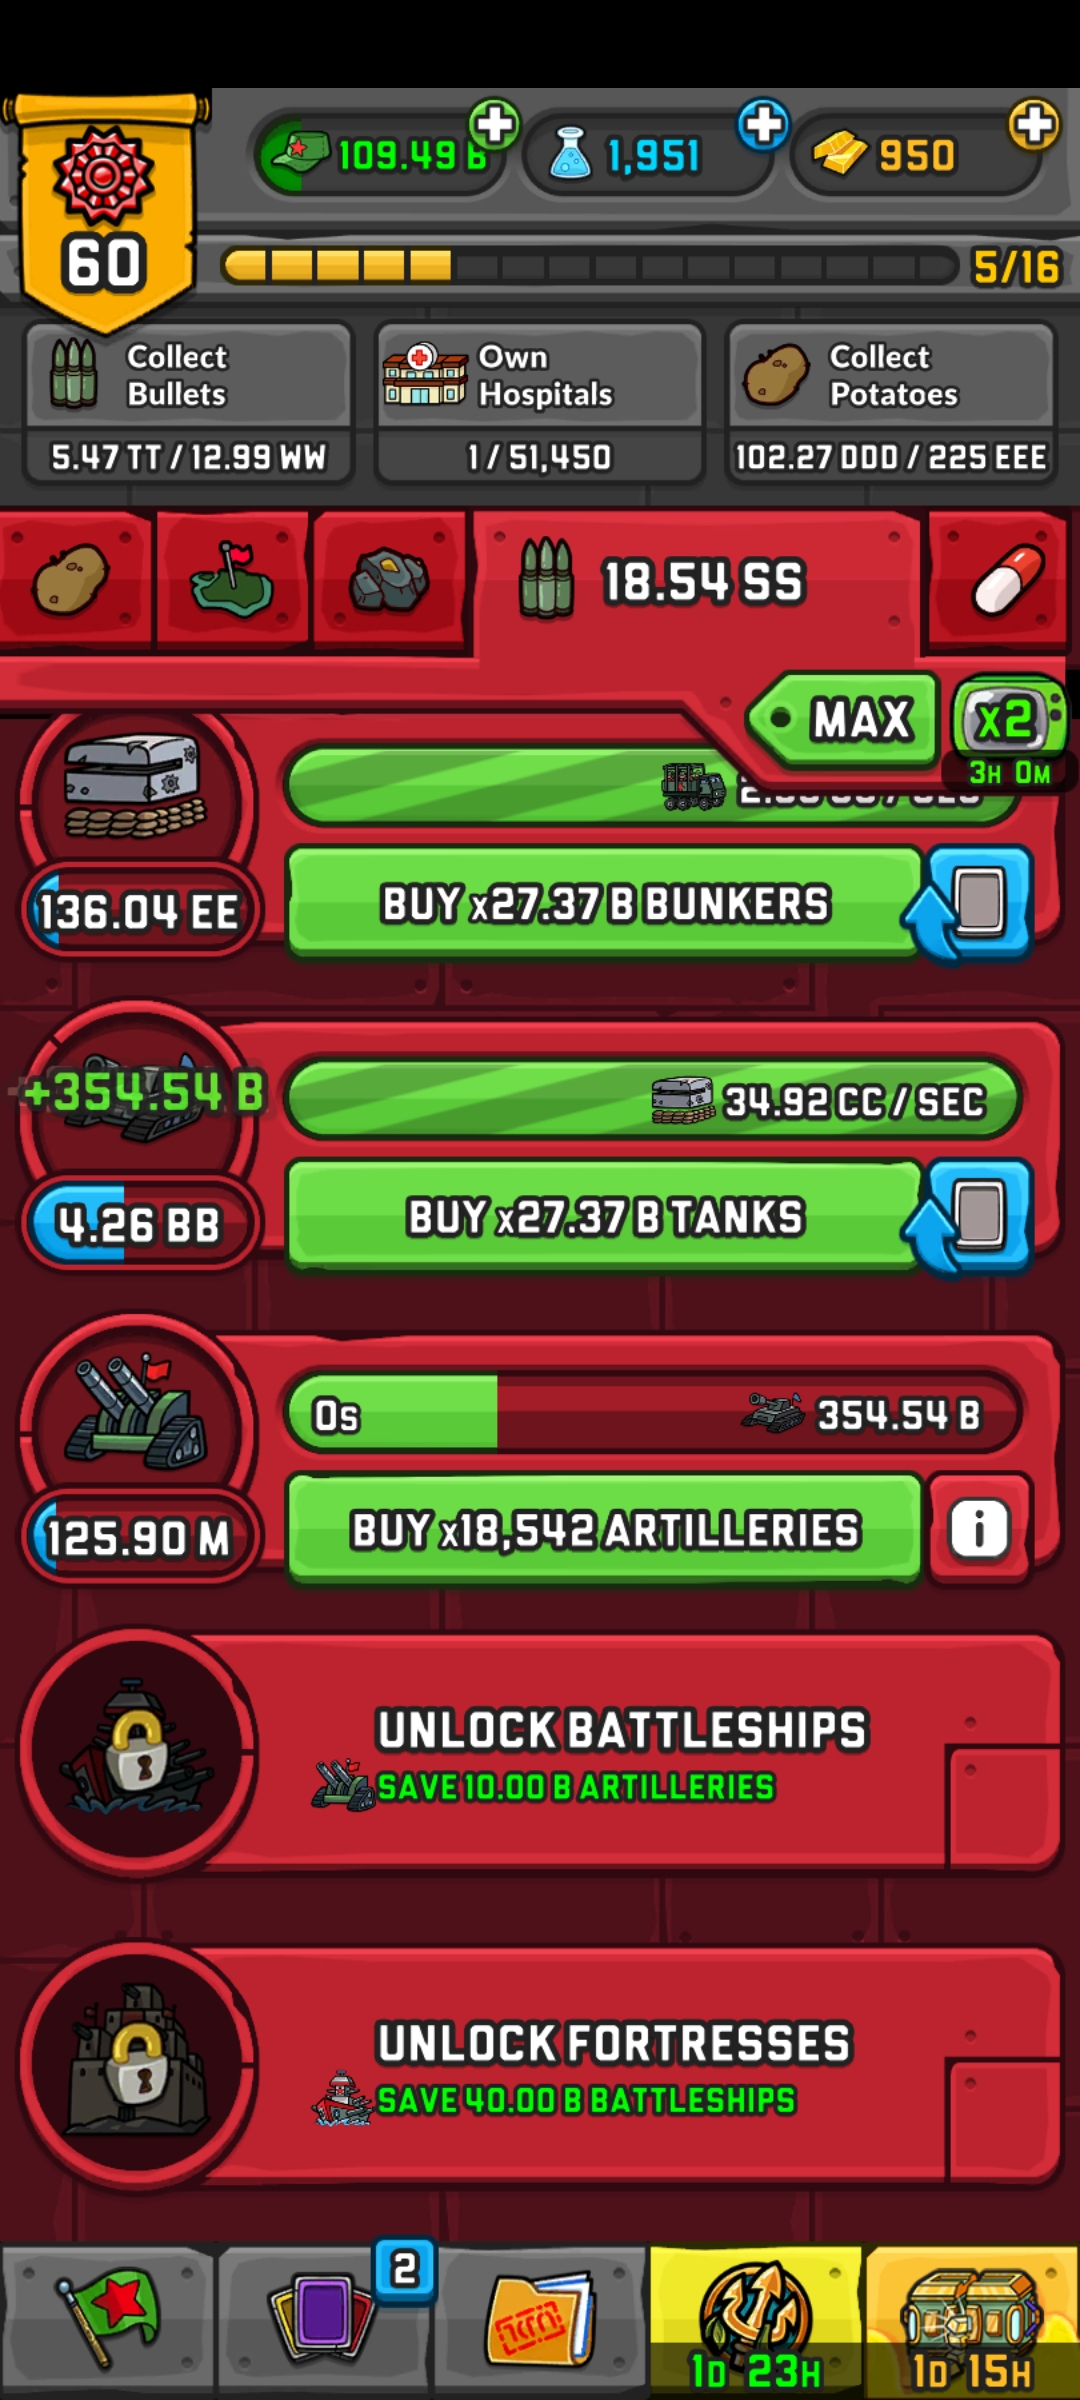 109.49 B
1,951
950
60
5/16
Collect
Bullets
5.47 TT / 12.99 WW
Own
Hospitals
1 / 51,450
Collect
Potatoes
102.27 DDD / 225 EEE
18.54 SS
MAX
x2
3H 0M
136.04 EE
BUY x27.37 B BUNKERS
+354.54 B
34.92 CC / SEC
4.26 BB
BUY x27.37 B TANKS
0s
354.54 B
125.90 M
BUY x18,542 ARTILLERIES
i
UNLOCK BATTLESHIPS
SAVE 10.00 B ARTILLERIES
UNLOCK FORTRESSES
SAVE 40.00 B BATTLESHIPS
2
1D 23H
1D 15H